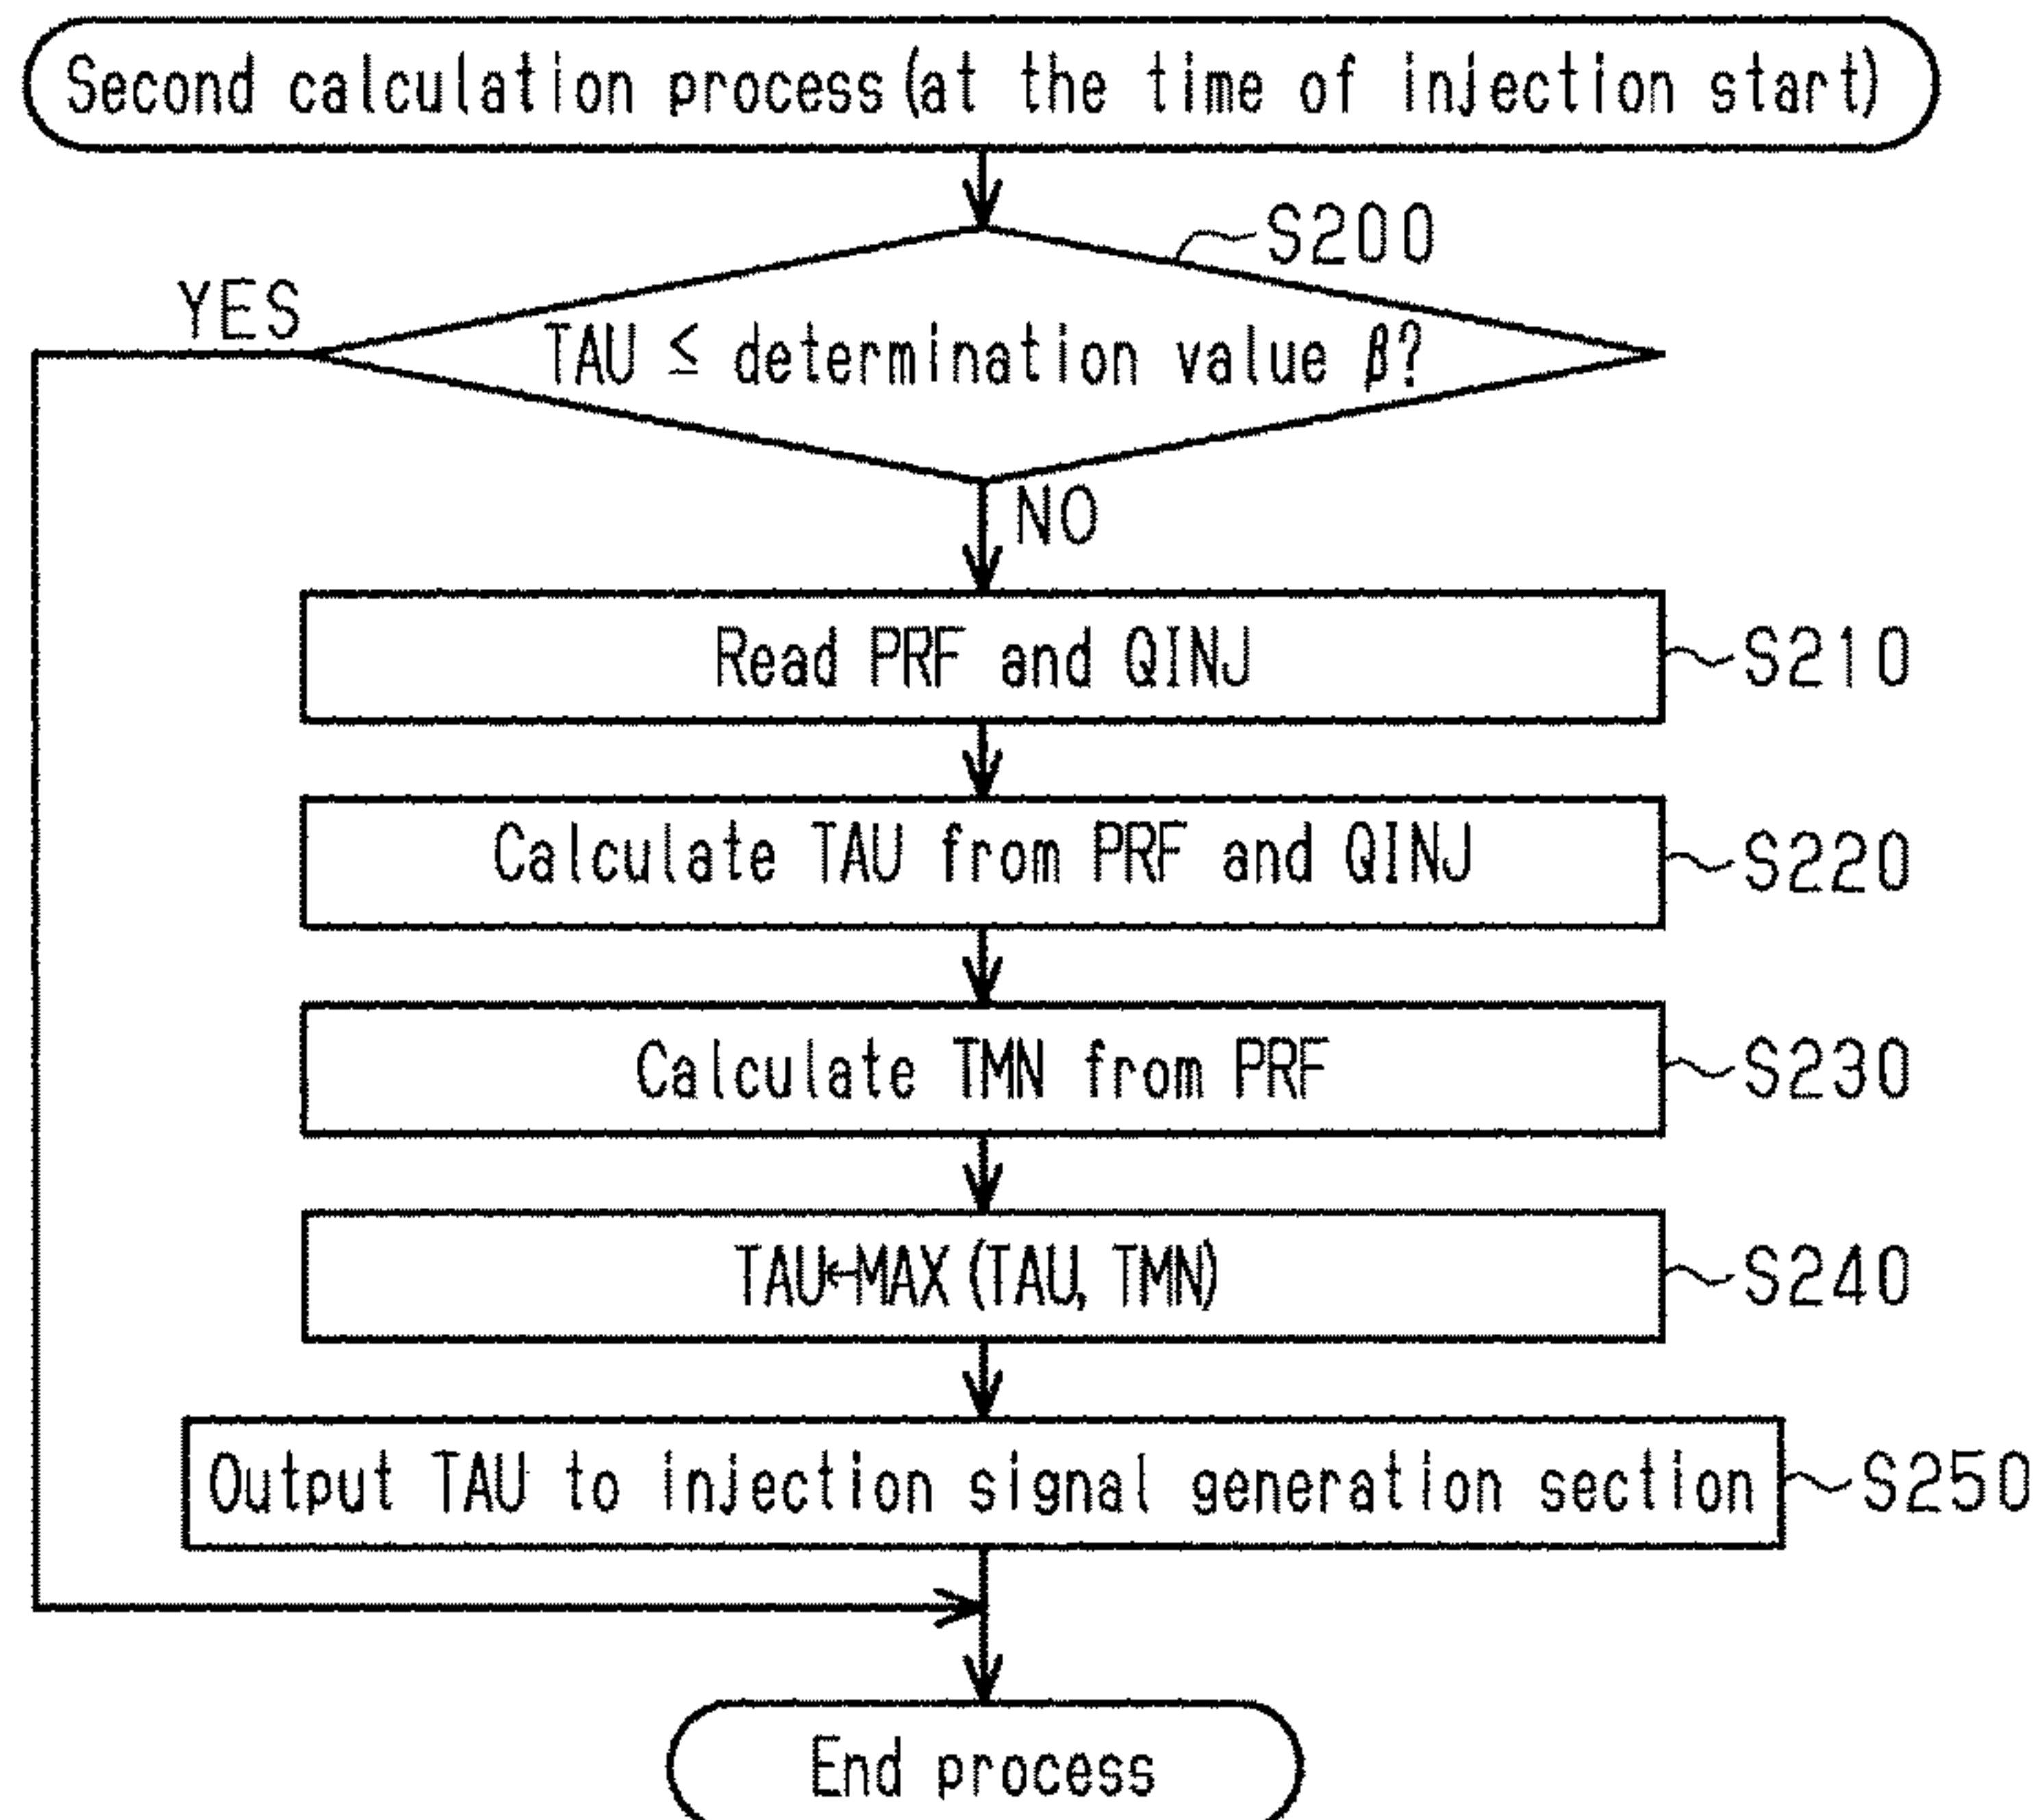 Second calculation process(at the time of injection start)
S200
YES
TAU ≦ determination value β?
NO
Read PRF and QINJ
S210
Calculate TAU from PRF and QINJ
S220
Calculate TMN from PRF
S230
TAU←MAX(TAU, TMN)
S240
Output TAU to injection signal generation section
S250
End process